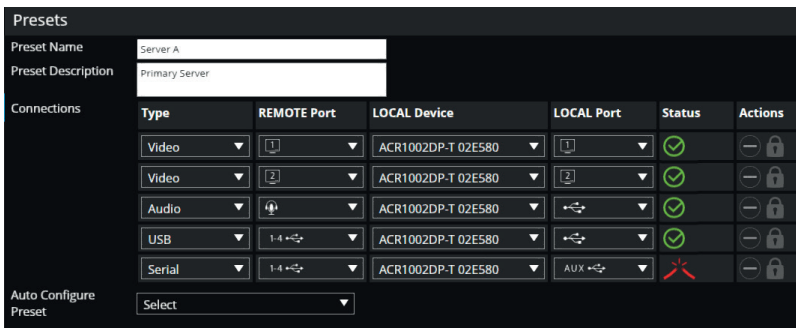 Presets
Preset Name Server A
Preset Description Primary Server
Connections Type REMOTE Port LOCAL Device LOCAL Port Status Actions
Video 1 ACR1002DP-T 02E580 1
Video 2 ACR1002DP-T 02E580 2
Audio ACR1002DP-T 02E580
USB 1-4 ACR1002DP-T 02E580
Serial 1-4 ACR1002DP-T 02E580 AUX
Auto Configure
Preset Select